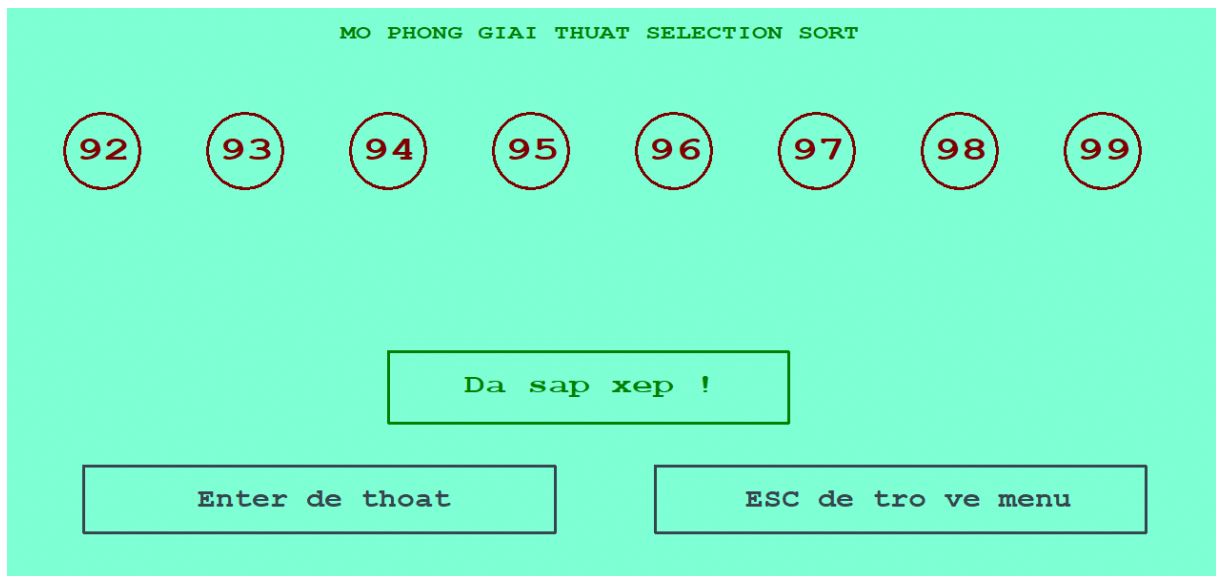 MO PHONG GIAI THUAT SELECTION SORT
92 93 94 95 96 97 98 99
Da sap xep !
Enter de thoat
ESC de tro ve menu